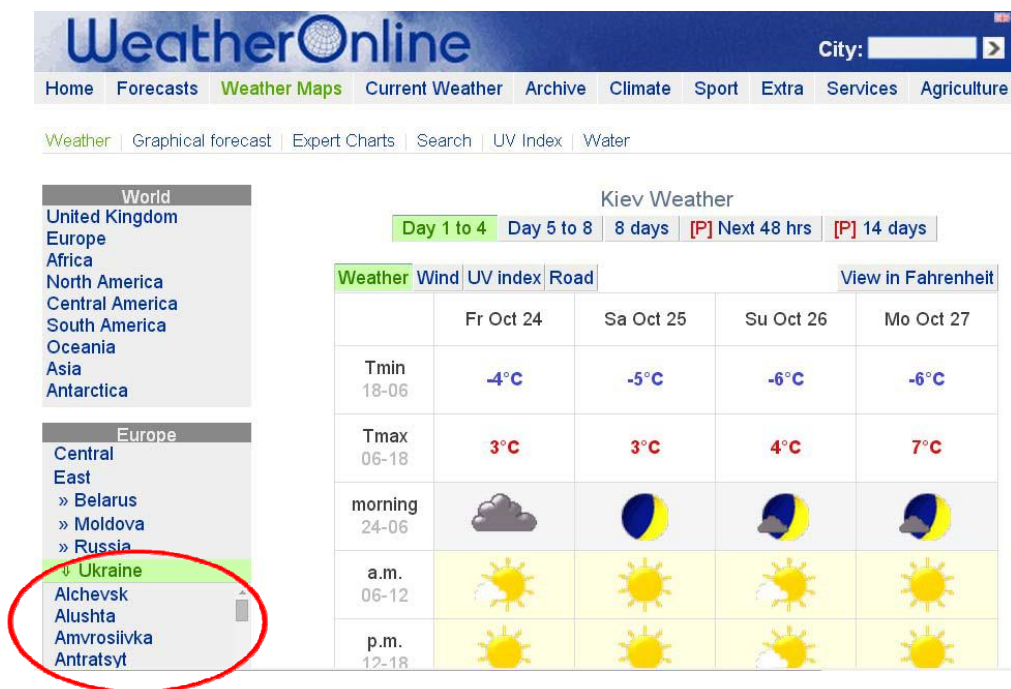 WeatherOnline
City:
Home Forecasts Weather Maps Current Weather Archive Climate Sport Extra Services Agriculture
Weather | Graphical forecast | Expert Charts | Search | UV Index | Water
World
United Kingdom
Europe
Africa
North America
Central America
South America
Oceania
Asia
Antarctica
Europe
Central
East
» Belarus
» Moldova
» Russia
⇓ Ukraine
Alchevsk
Alushta
Amvrosiivka
Antratsyt
Kiev Weather
Day 1 to 4 Day 5 to 8 8 days [P] Next 48 hrs [P] 14 days
Weather Wind UV index Road View in Fahrenheit
Fr Oct 24 Sa Oct 25 Su Oct 26 Mo Oct 27
Tmin
18-06
-4°C -5°C -6°C -6°C
Tmax
06-18
3°C 3°C 4°C 7°C
morning
24-06
a.m.
06-12
p.m.
12-18